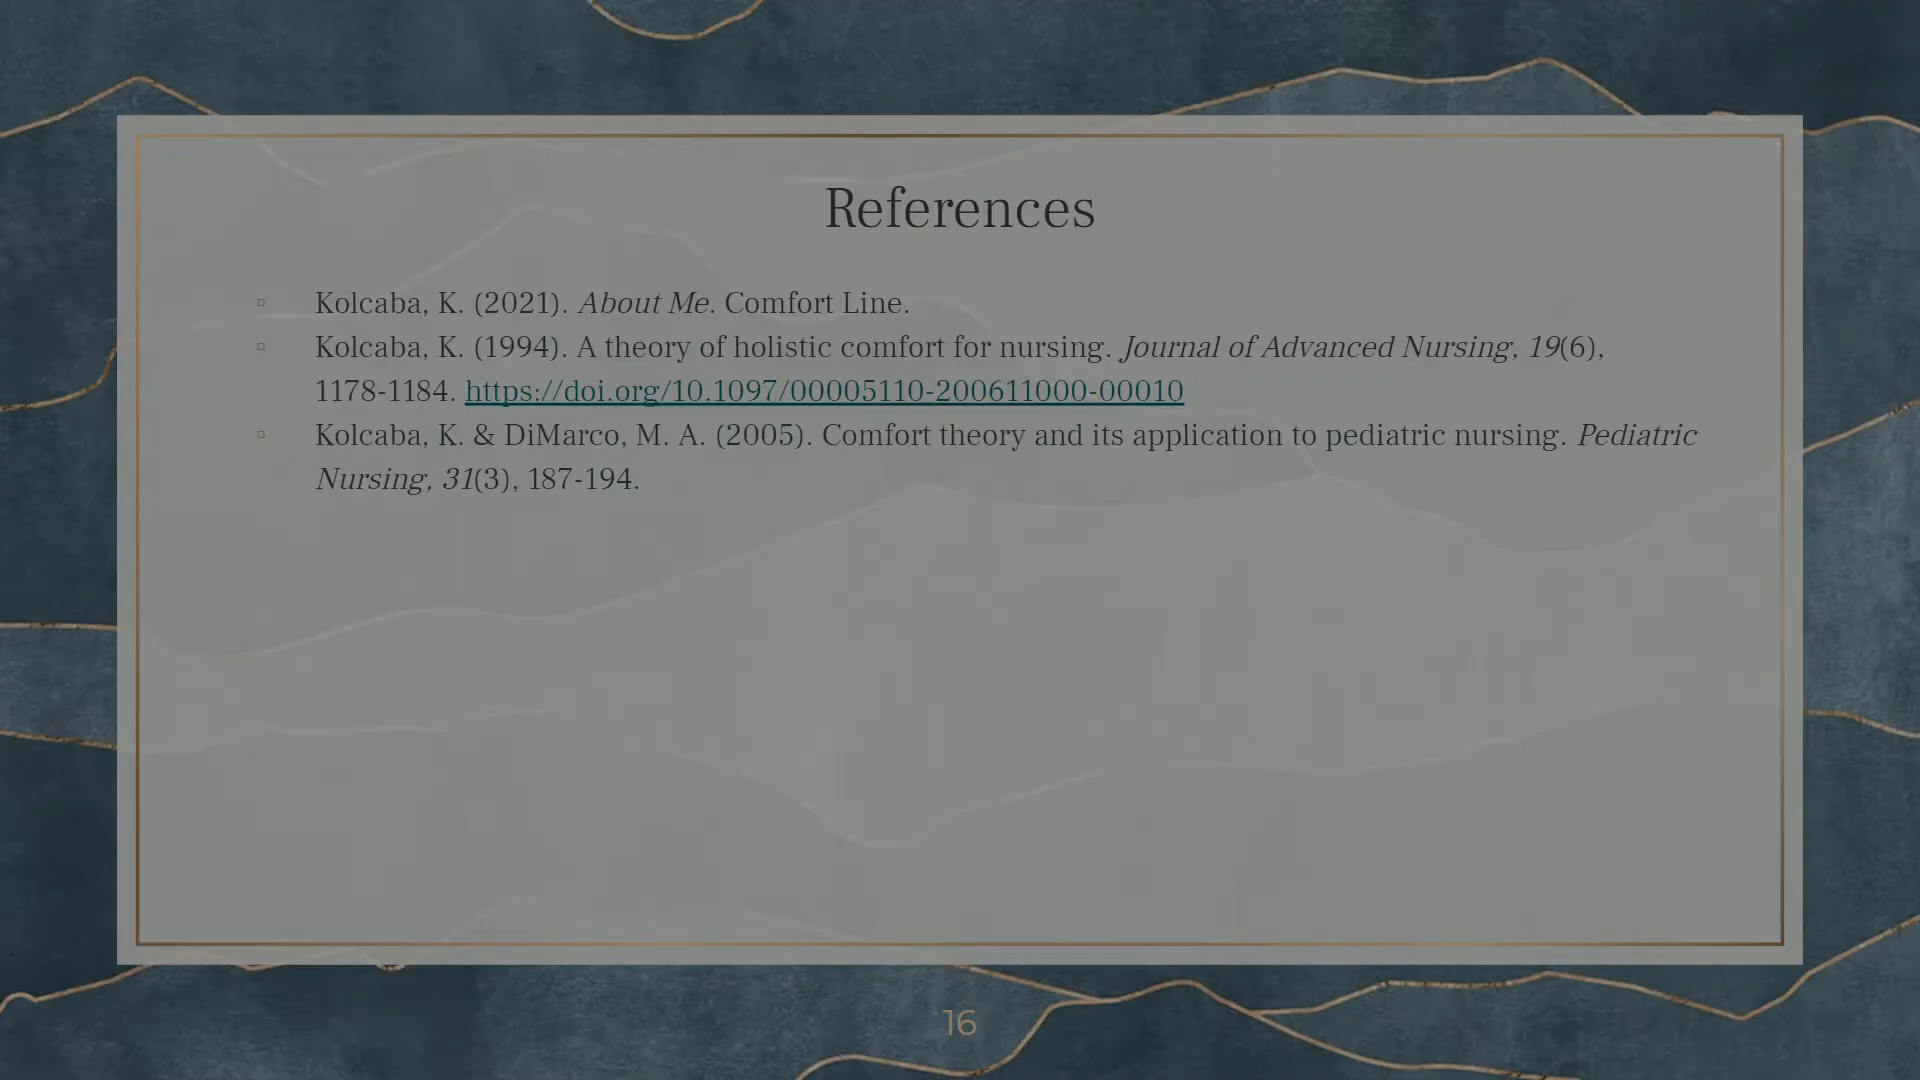 References
▫ Kolcaba, K. (2021). About Me. Comfort Line.
▫ Kolcaba, K. (1994). A theory of holistic comfort for nursing. Journal of Advanced Nursing, 19(6),
1178-1184. https://doi.org/10.1097/00005110-200611000-00010
▫ Kolcaba, K. & DiMarco, M. A. (2005). Comfort theory and its application to pediatric nursing. Pediatric
Nursing, 31(3), 187-194.
16